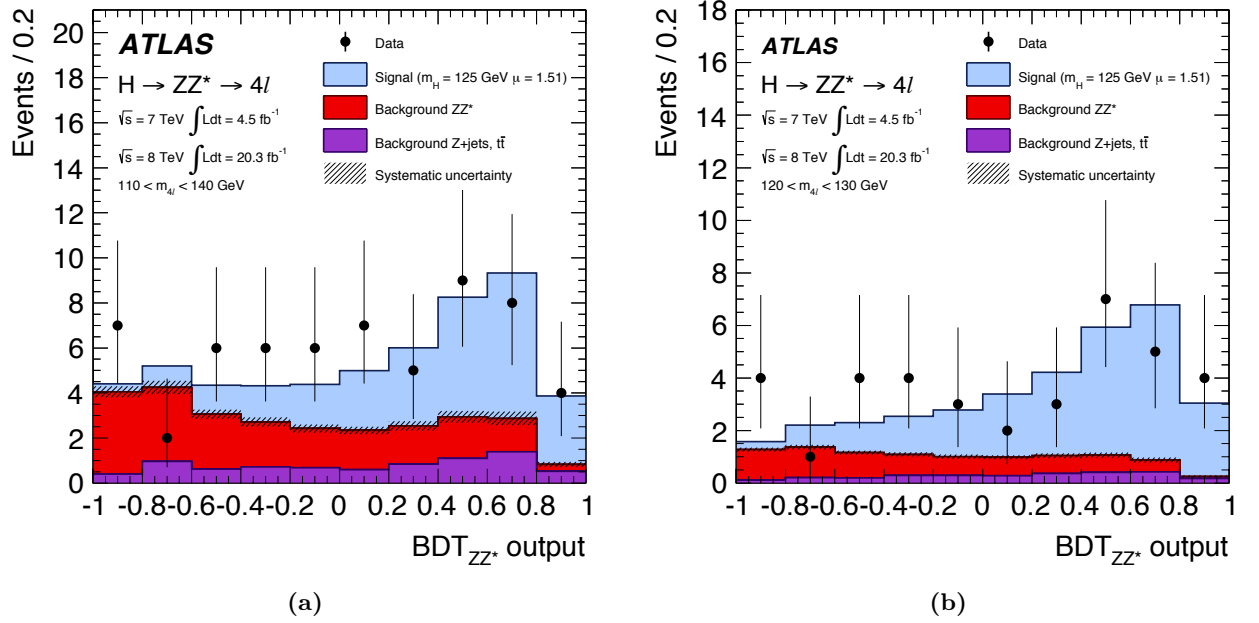 Events / 0.2
20
18
16
14
12
10
8
6
4
2
0
ATLAS
H → ZZ* → 4l
√s = 7 TeV ∫Ldt = 4.5 fb⁻¹
√s = 8 TeV ∫Ldt = 20.3 fb⁻¹
110 < m₄ₗ < 140 GeV
Data
Signal (m_H = 125 GeV μ = 1.51)
Background ZZ*
Background Z+jets, tt̄
Systematic uncertainty
-1 -0.8 -0.6 -0.4 -0.2 0 0.2 0.4 0.6 0.8 1
BDT_ZZ* output
(a)
Events / 0.2
18
16
14
12
10
8
6
4
2
0
ATLAS
H → ZZ* → 4l
√s = 7 TeV ∫Ldt = 4.5 fb⁻¹
√s = 8 TeV ∫Ldt = 20.3 fb⁻¹
120 < m₄ₗ < 130 GeV
Data
Signal (m_H = 125 GeV μ = 1.51)
Background ZZ*
Background Z+jets, tt̄
Systematic uncertainty
-1 -0.8 -0.6 -0.4 -0.2 0 0.2 0.4 0.6 0.8 1
BDT_ZZ* output
(b)